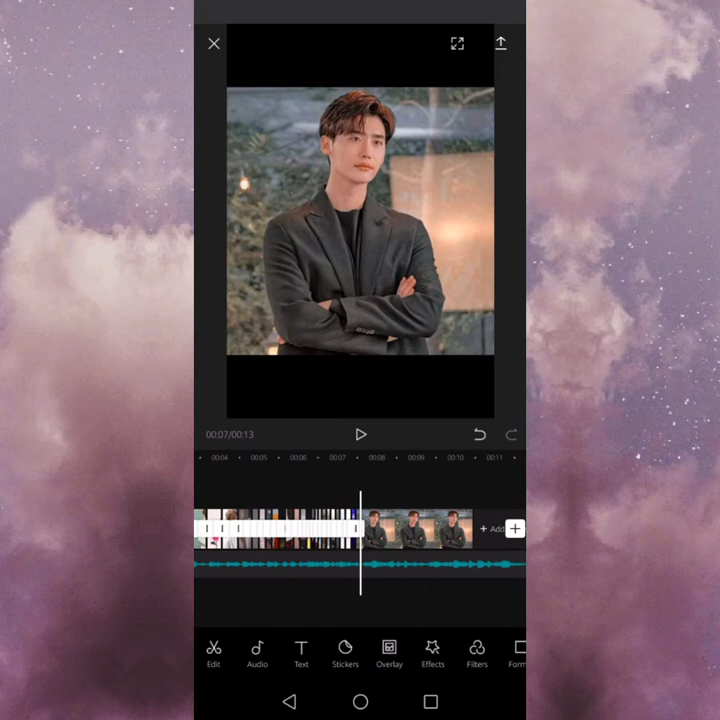 00:07/00:13
00:04 00:05 00:06 00:07 00:08 00:09 00:10 00:11
+ Add +
Edit Audio Text Stickers Overlay Effects Filters Form